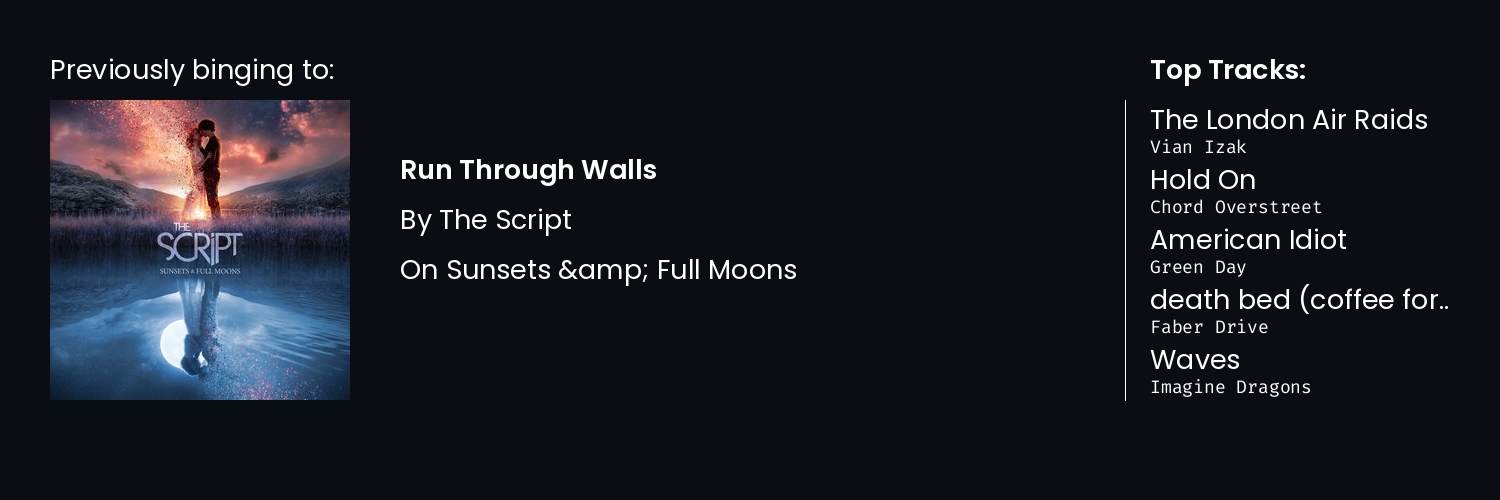 Previously binging to:
THE
SCRIPT
SUNSETS & FULL MOONS
Run Through Walls
By The Script
On Sunsets &amp; Full Moons
Top Tracks:
The London Air Raids
Vian Izak
Hold On
Chord Overstreet
American Idiot
Green Day
death bed (coffee for..
Faber Drive
Waves
Imagine Dragons